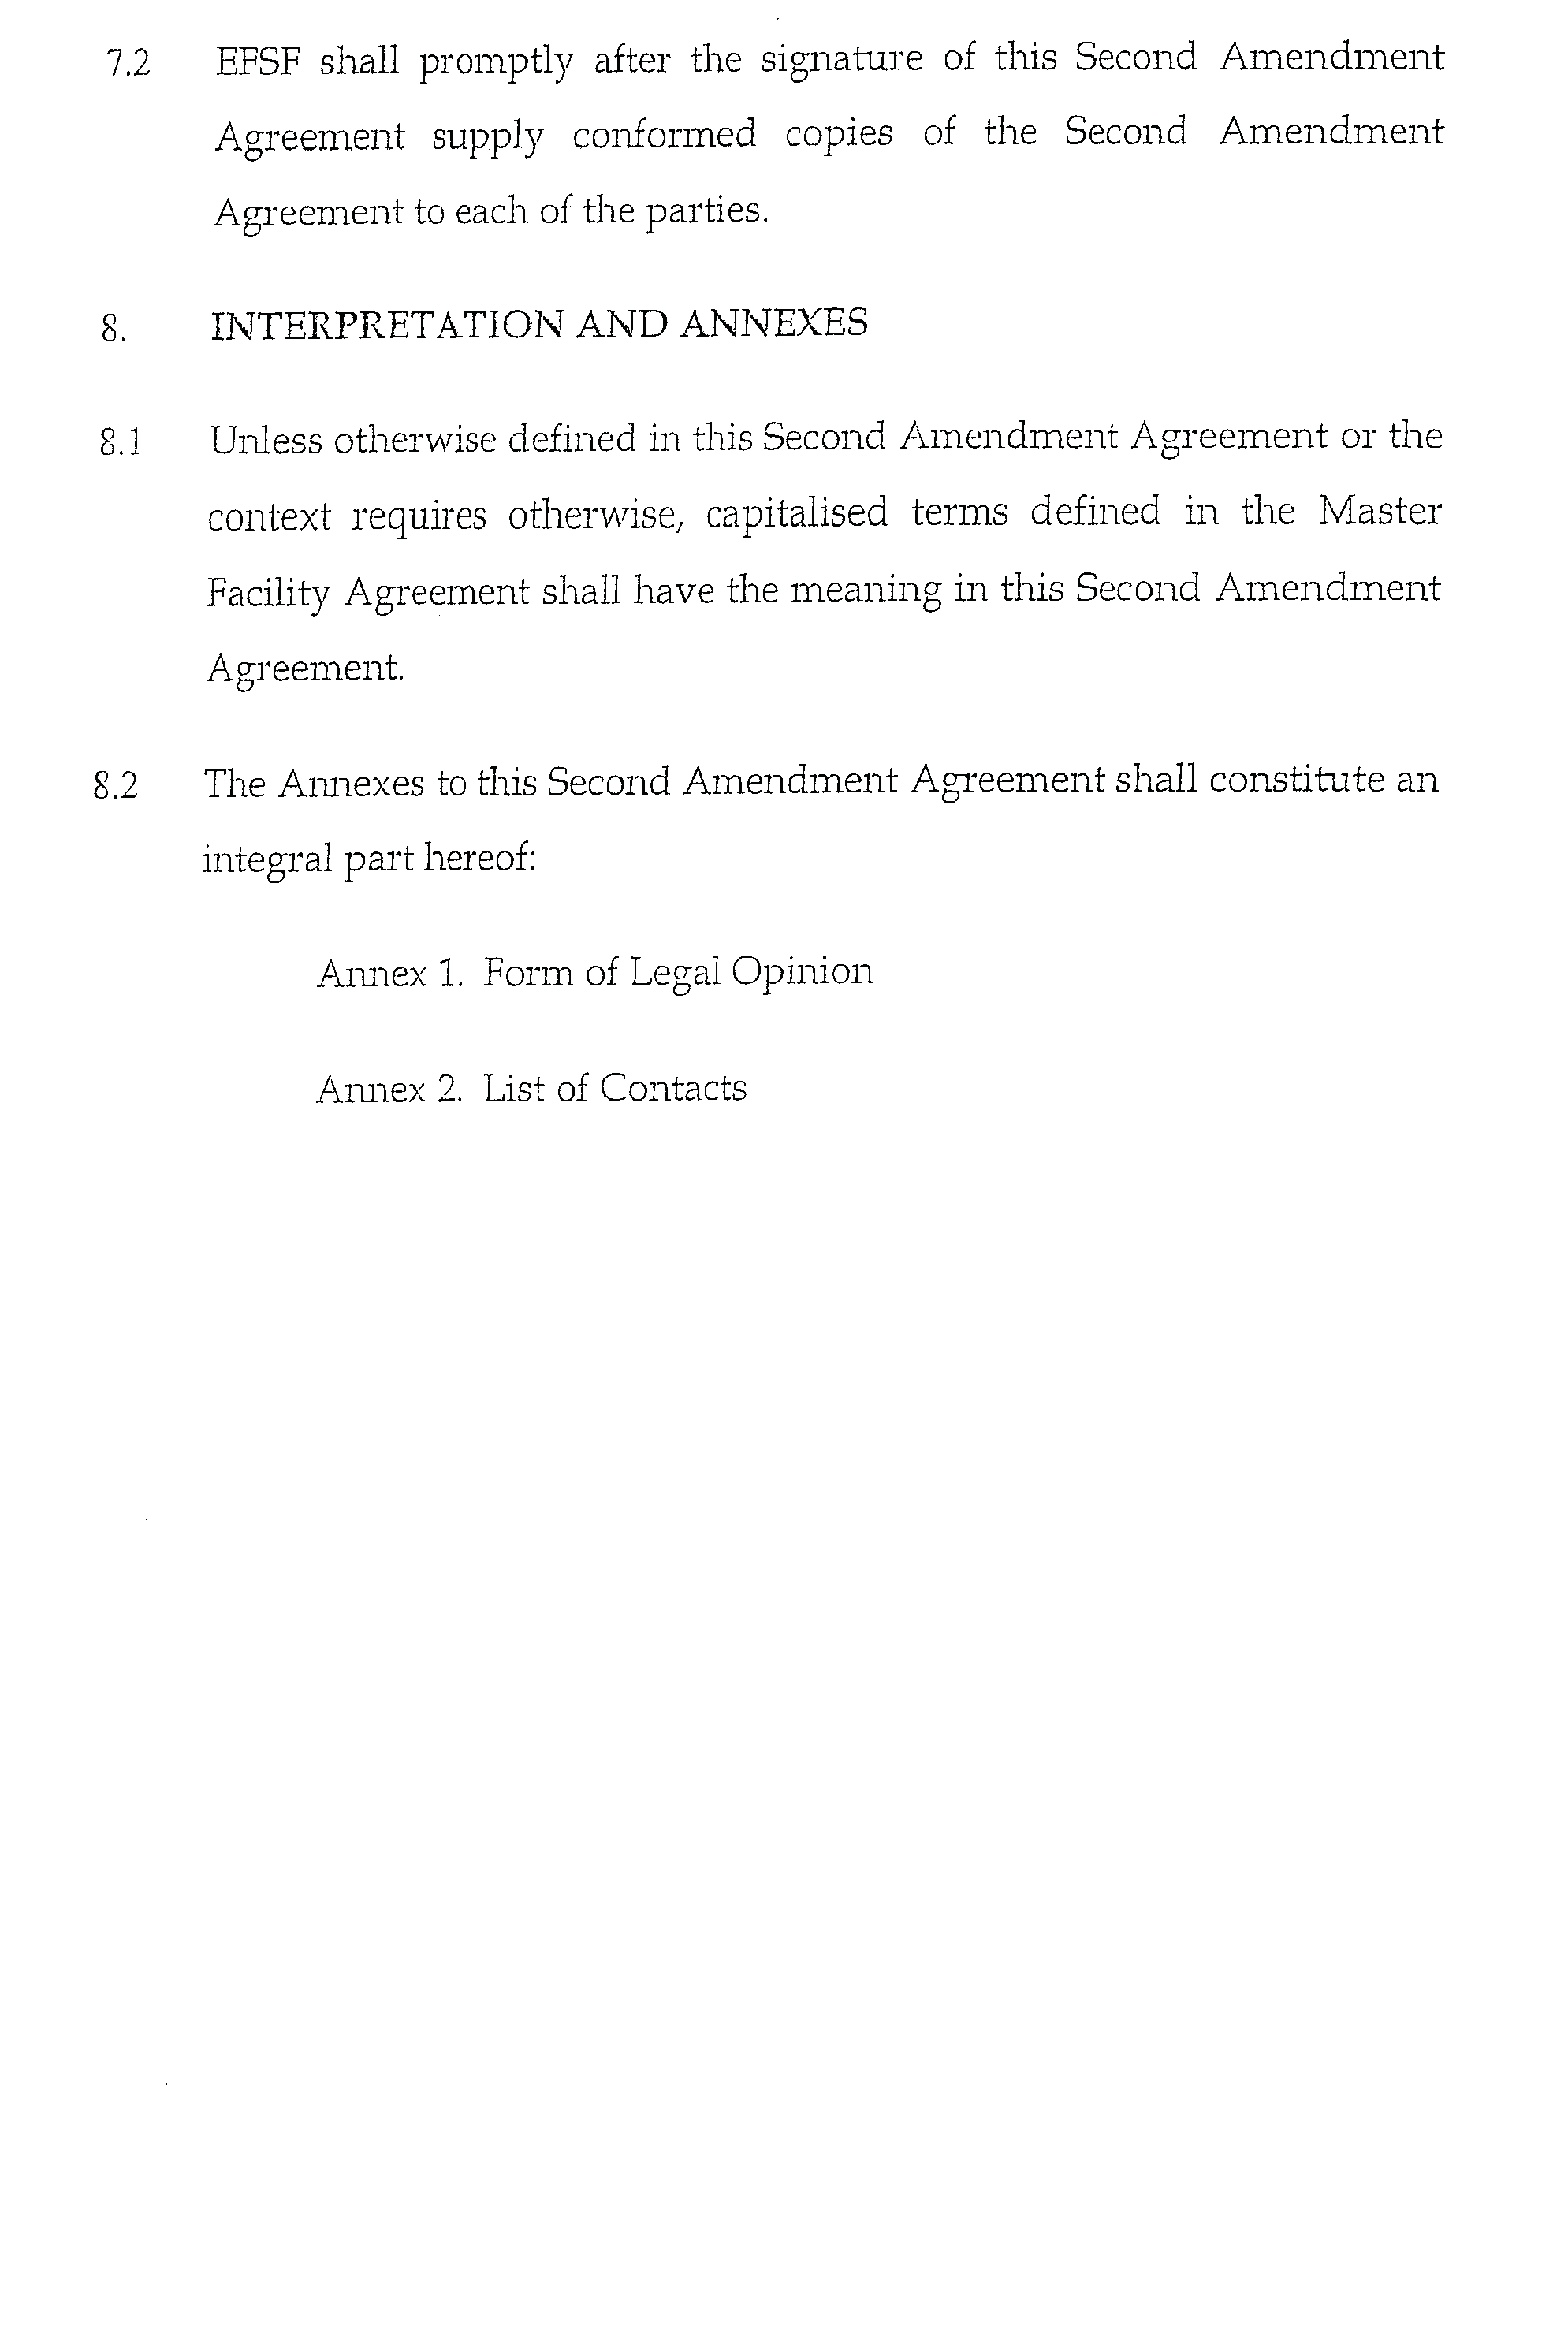 7.2 EFSF shall promptly after the signature of this Second Amendment
Agreement supply conformed copies of the Second Amendment
Agreement to each of the parties.
8. INTERPRETATION AND ANNEXES
8.1 Unless otherwise defined in this Second Amendment Agreement or the
context requires otherwise, capitalised terms defined in the Master
Facility Agreement shall have the meaning in this Second Amendment
Agreement.
8.2 The Annexes to this Second Amendment Agreement shall constitute an
integral part hereof:
Annex 1. Form of Legal Opinion
Annex 2. List of Contacts